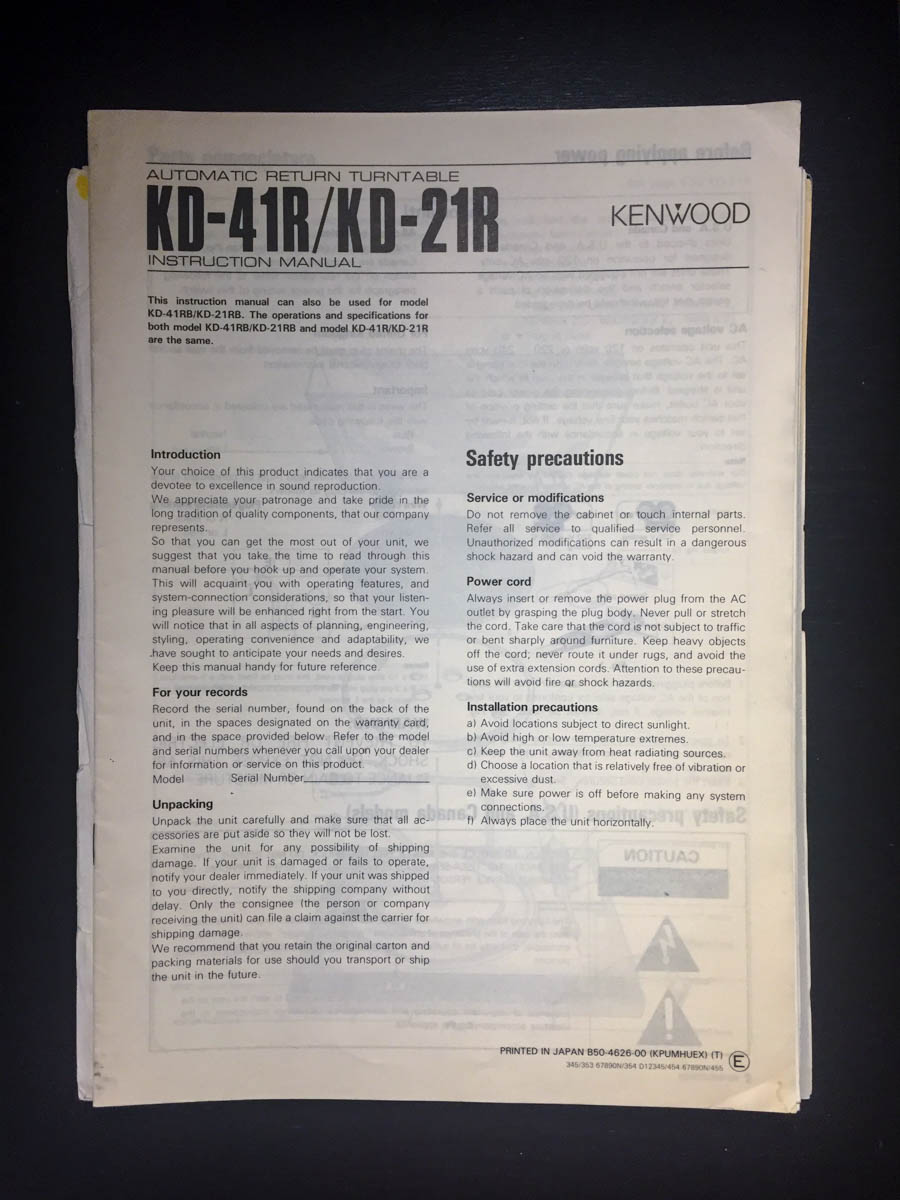 AUTOMATIC RETURN TURNTABLE
KD-41R/KD-21R
KENWOOD
INSTRUCTION MANUAL
This instruction manual can also be used for model
KD-41RB/KD-21RB. The operations and specifications for
both model KD-41RB/KD-21RB and model KD-41R/KD-21R
are the same.
Introduction
Your choice of this product indicates that you are a
devotee to excellence in sound reproduction.
We appreciate your patronage and take pride in the
long tradition of quality components, that our company
represents.
So that you can get the most out of your unit, we
suggest that you take the time to read through this
manual before you hook up and operate your system.
This will acquaint you with operating features, and
system-connection considerations, so that your listen-
ing pleasure will be enhanced right from the start. You
will notice that in all aspects of planning, engineering,
styling, operating convenience and adaptability, we
have sought to anticipate your needs and desires.
Keep this manual handy for future reference.
For your records
Record the serial number, found on the back of the
unit, in the spaces designated on the warranty card,
and in the space provided below. Refer to the model
and serial numbers whenever you call upon your dealer
for information or service on this product.
Model Serial Number
Unpacking
Unpack the unit carefully and make sure that all ac-
cessories are put aside so they will not be lost.
Examine the unit for any possibility of shipping
damage. If your unit is damaged or fails to operate,
notify your dealer immediately. If your unit was shipped
to you directly, notify the shipping company without
delay. Only the consignee (the person or company
receiving the unit) can file a claim against the carrier for
shipping damage.
We recommend that you retain the original carton and
packing materials for use should you transport or ship
the unit in the future.
Safety precautions
Service or modifications
Do not remove the cabinet or touch internal parts.
Refer all service to qualified service personnel.
Unauthorized modifications can result in a dangerous
shock hazard and can void the warranty.
Power cord
Always insert or remove the power plug from the AC
outlet by grasping the plug body. Never pull or stretch
the cord. Take care that the cord is not subject to traffic
or bent sharply around furniture. Keep heavy objects
off the cord; never route it under rugs, and avoid the
use of extra extension cords. Attention to these precau-
tions will avoid fire or shock hazards.
Installation precautions
a) Avoid locations subject to direct sunlight.
b) Avoid high or low temperature extremes.
c) Keep the unit away from heat radiating sources.
d) Choose a location that is relatively free of vibration or
excessive dust.
e) Make sure power is off before making any system
connections.
f) Always place the unit horizontally.
PRINTED IN JAPAN B50-4626-00 (KPUMHUEX) (T) E
345/353 67890N/354 D12345/454 67890N/455